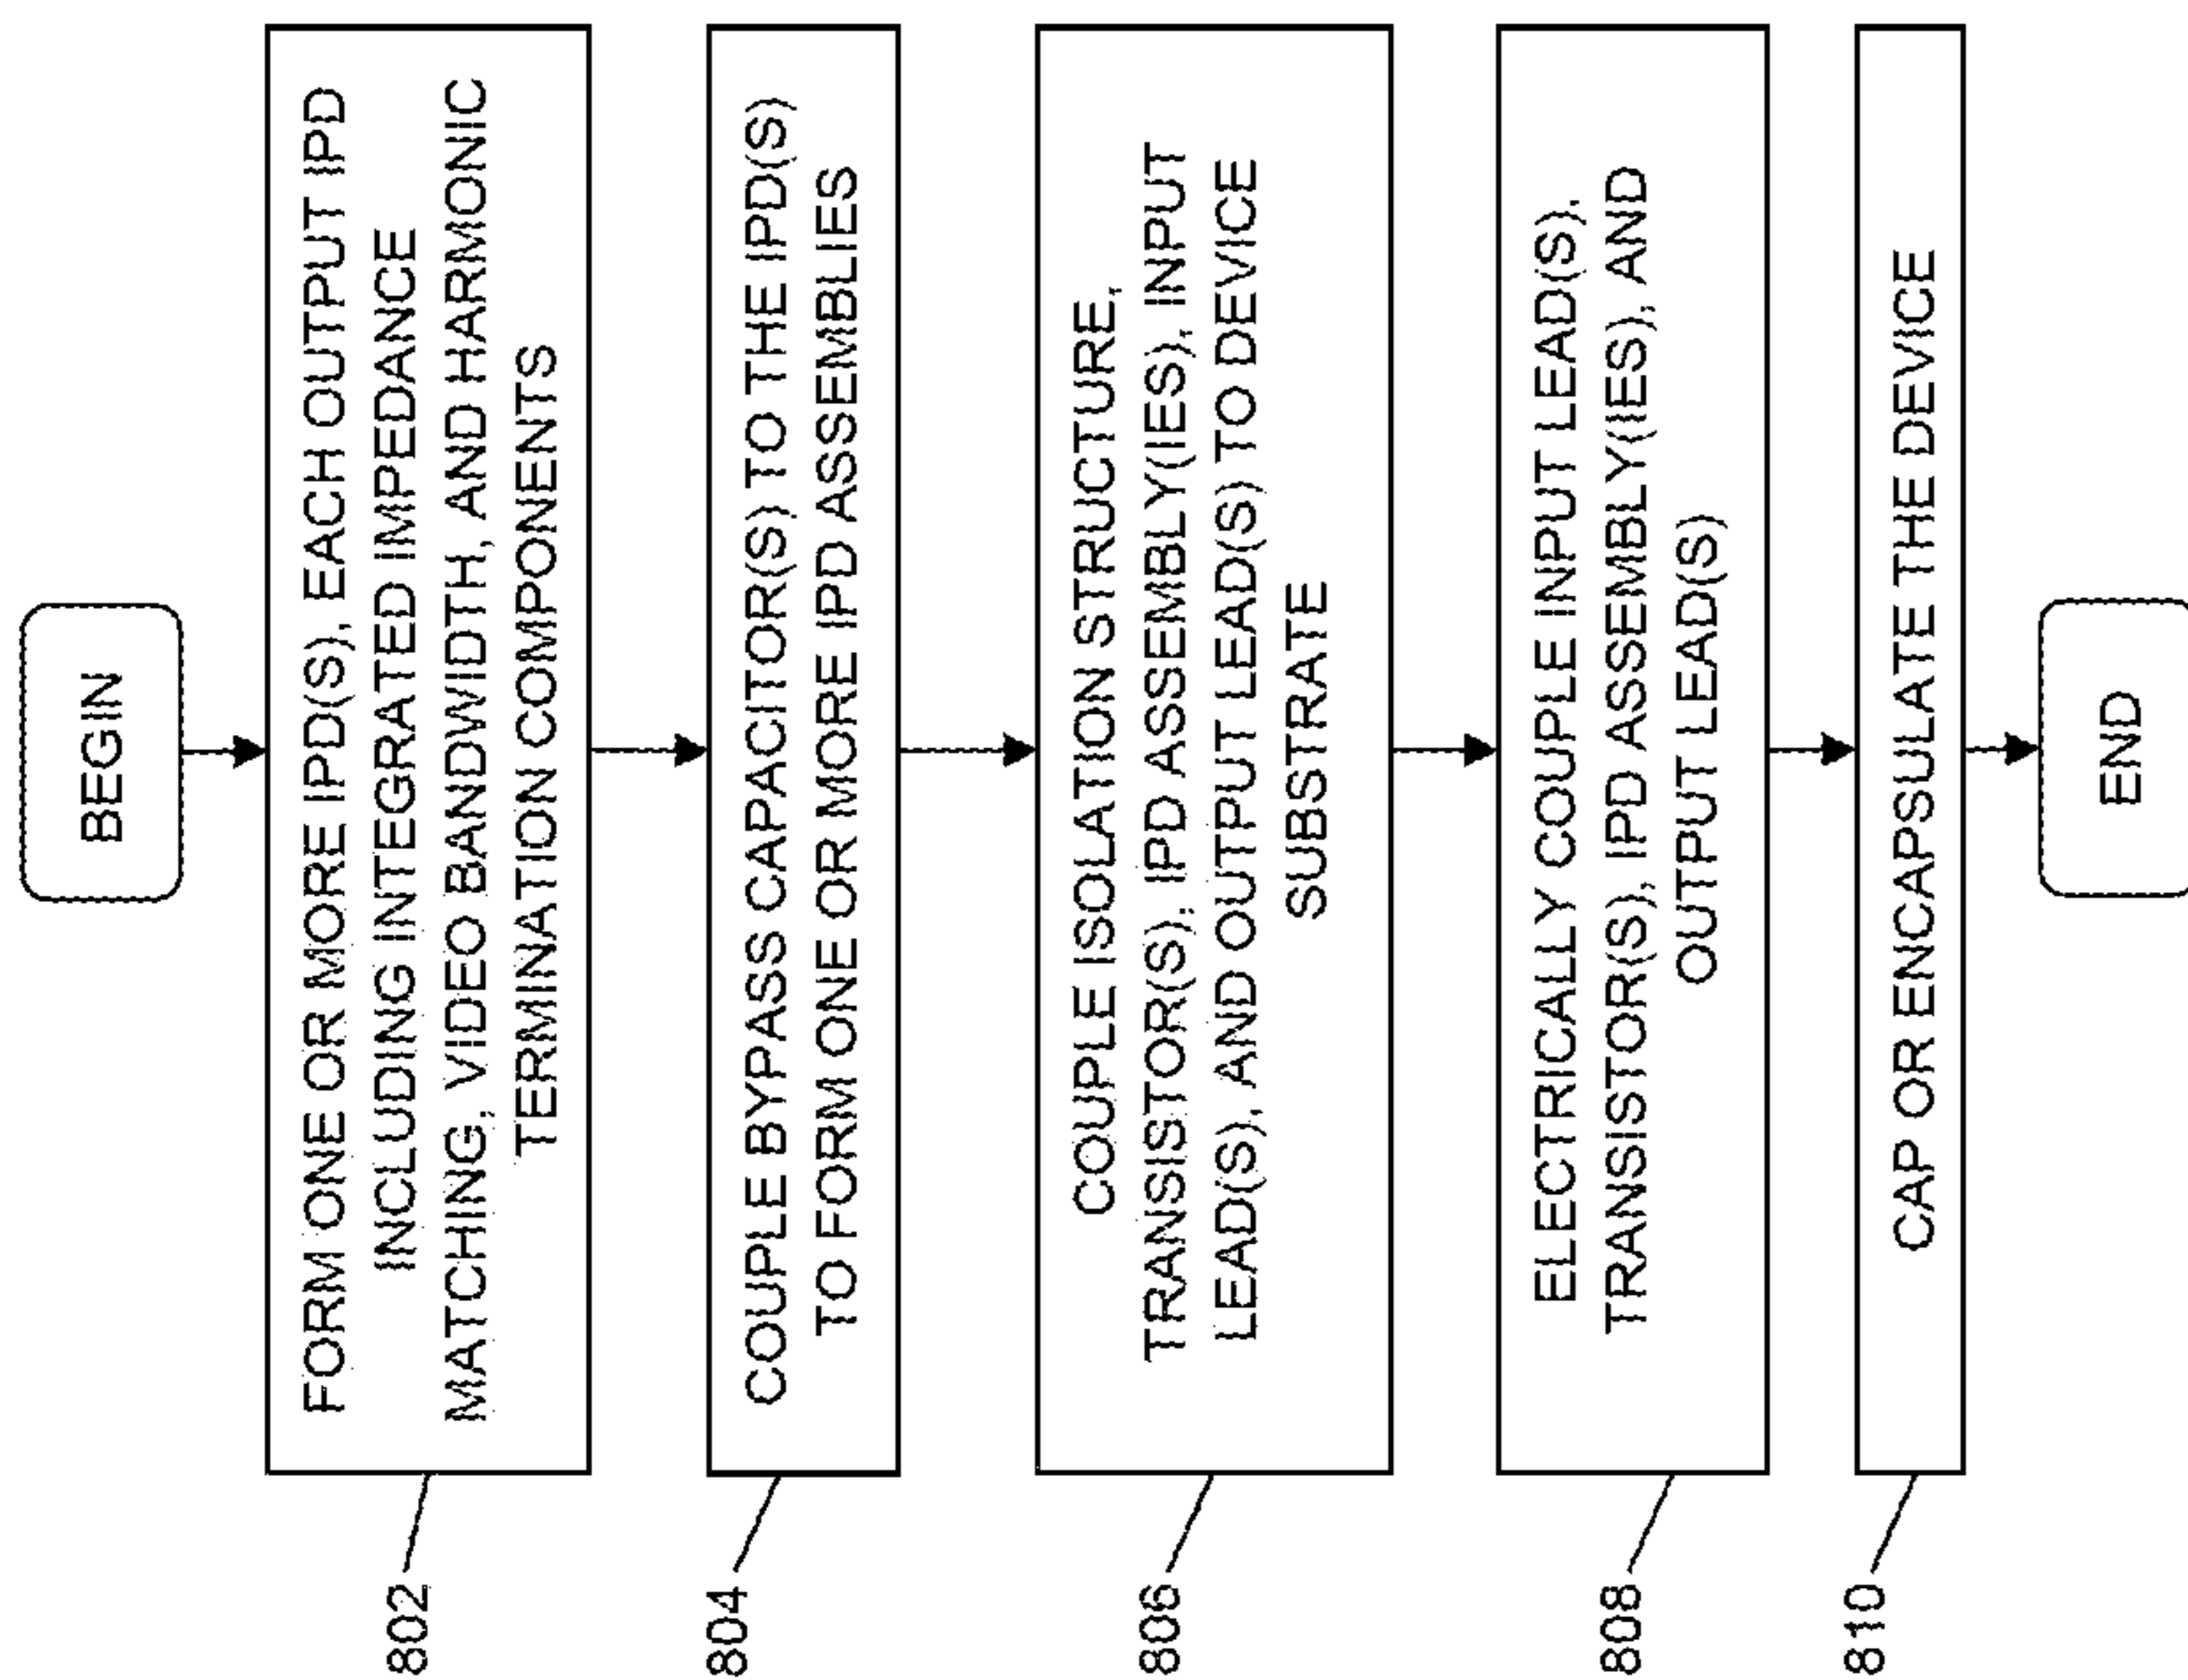 BEGIN
802
FORM ONE OR MORE IPD(S), EACH OUTPUT IPD
INCLUDING INTEGRATED IMPEDANCE
MATCHING, VIDEO BANDWIDTH, AND HARMONIC
TERMINATION COMPONENTS
804
COUPLE BYPASS CAPACITOR(S) TO THE IPD(S)
TO FORM ONE OR MORE IPD ASSEMBLIES
806
COUPLE ISOLATION STRUCTURE,
TRANSISTOR(S), IPD ASSEMBLY(IES), INPUT
LEAD(S), AND OUTPUT LEAD(S) TO DEVICE
SUBSTRATE
808
ELECTRICALLY COUPLE INPUT LEAD(S),
TRANSISTOR(S), IPD ASSEMBLY(IES), AND
OUTPUT LEAD(S)
810
CAP OR ENCAPSULATE THE DEVICE
END